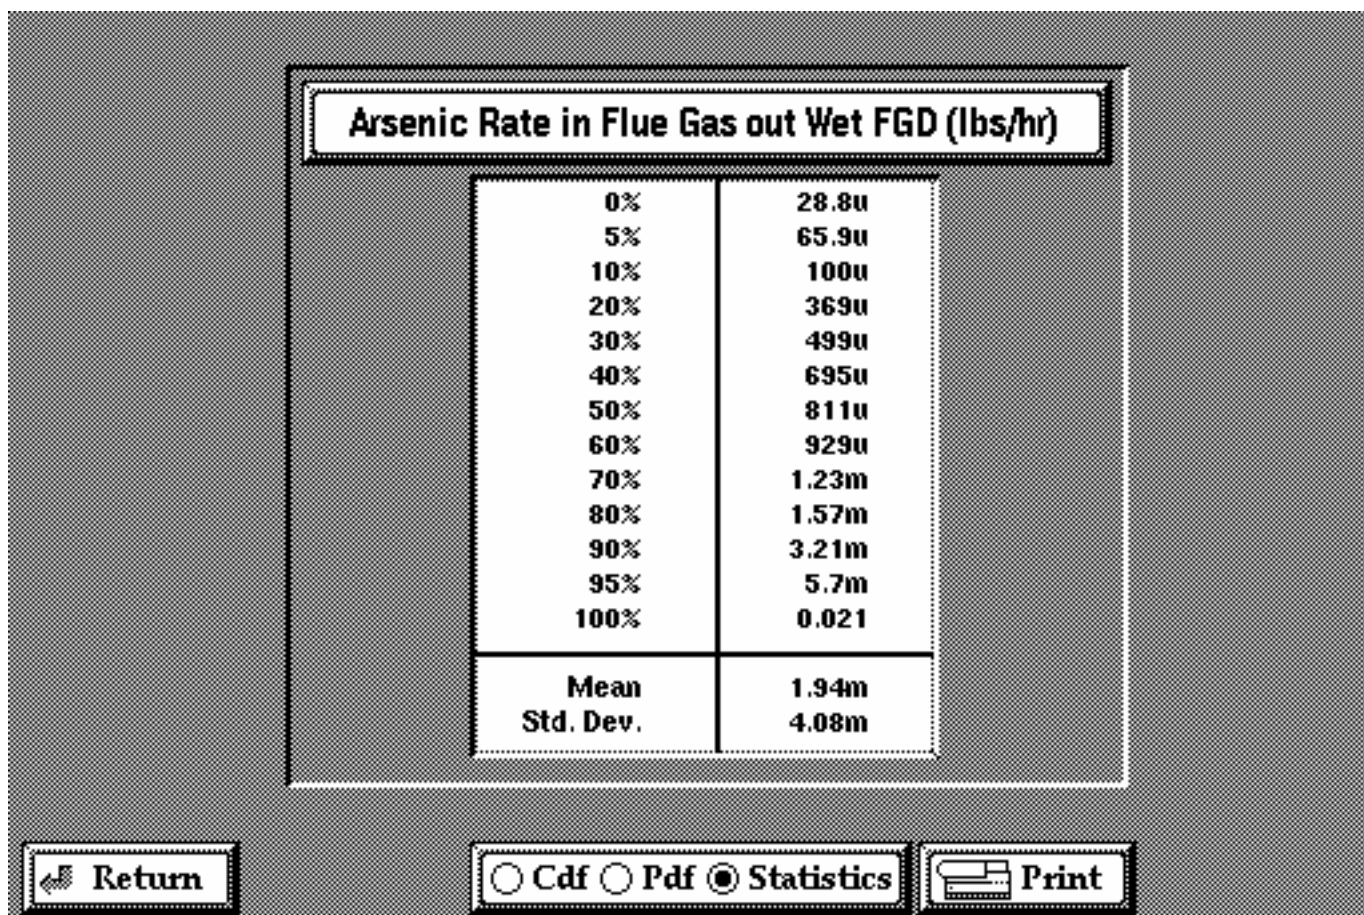 Arsenic Rate in Flue Gas out Wet FGD (lbs/hr)
0% 28.8u
5% 65.9u
10% 100u
20% 369u
30% 499u
40% 695u
50% 811u
60% 929u
70% 1.23m
80% 1.57m
90% 3.21m
95% 5.7m
100% 0.021
Mean 1.94m
Std. Dev. 4.08m
Return Cdf Pdf Statistics Print